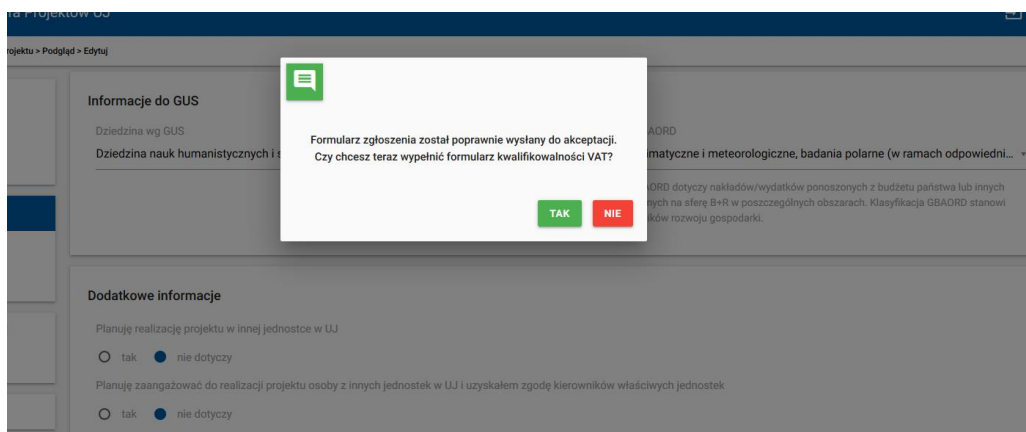 ra Projektów UJ
rojektu > Podgląd > Edytuj
Informacje do GUS
Dziedzina wg GUS
Dziedzina nauk humanistycznych i s
Formularz zgłoszenia został poprawnie wysłany do akceptacji.
Czy chcesz teraz wypełnić formularz kwalifikowalności VAT?
TAK NIE
AORD
imatyczne i meteorologiczne, badania polarne (w ramach odpowiedni...
AORD dotyczy nakładów/wydatków ponoszonych z budżetu państwa lub innych
nych na sferę B+R w poszczególnych obszarach. Klasyfikacja GBAORD stanowi
ików rozwoju gospodarki.
Dodatkowe informacje
Planuję realizację projektu w innej jednostce w UJ
tak nie dotyczy
Planuję zaangażować do realizacji projektu osoby z innych jednostek w UJ i uzyskałem zgodę kierowników właściwych jednostek
tak nie dotyczy